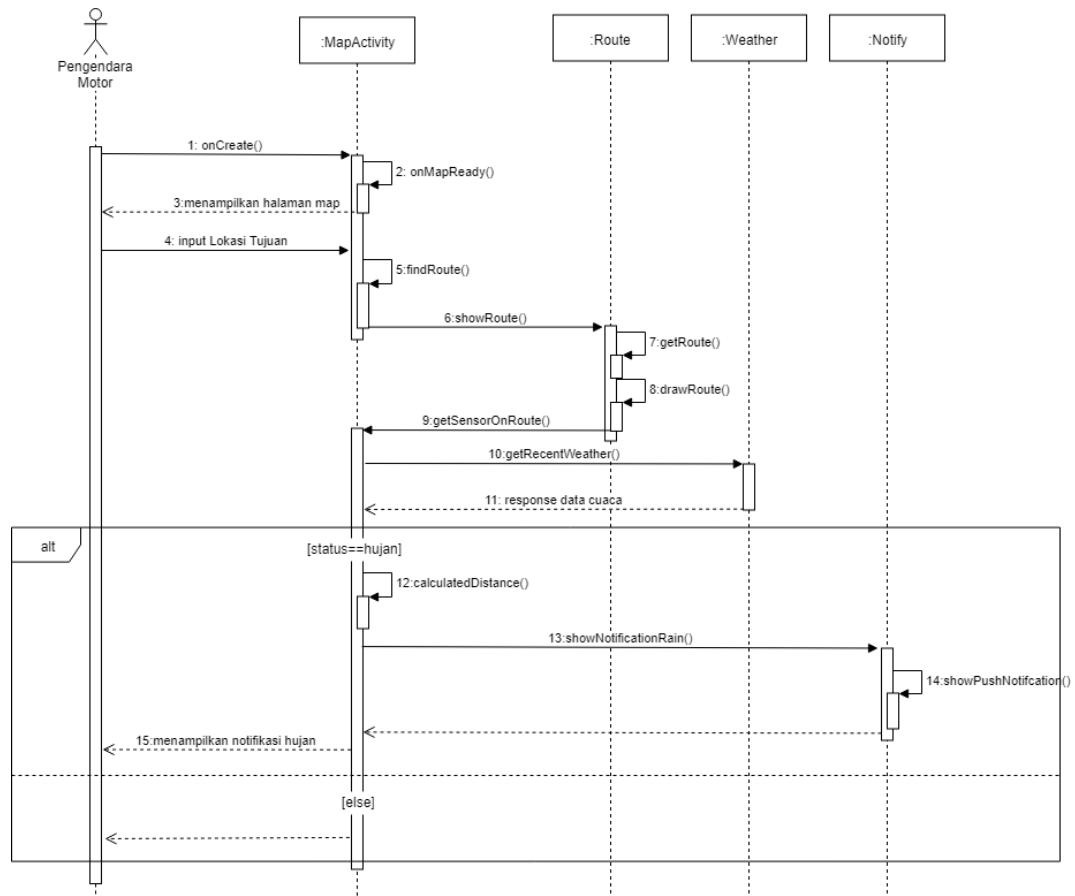 :MapActivity
:Route
:Weather
:Notify
Pengendara
Motor
1: onCreate()
2: onMapReady()
3:menampilkan halaman map
4: input Lokasi Tujuan
5:findRoute()
6:showRoute()
7:getRoute()
8:drawRoute()
9:getSensorOnRoute()
10:getRecentWeather()
11: response data cuaca
alt
[status==hujan]
12:calculatedDistance()
13:showNotificationRain()
14:showPushNotifcation()
15:menampilkan notifikasi hujan
[else]